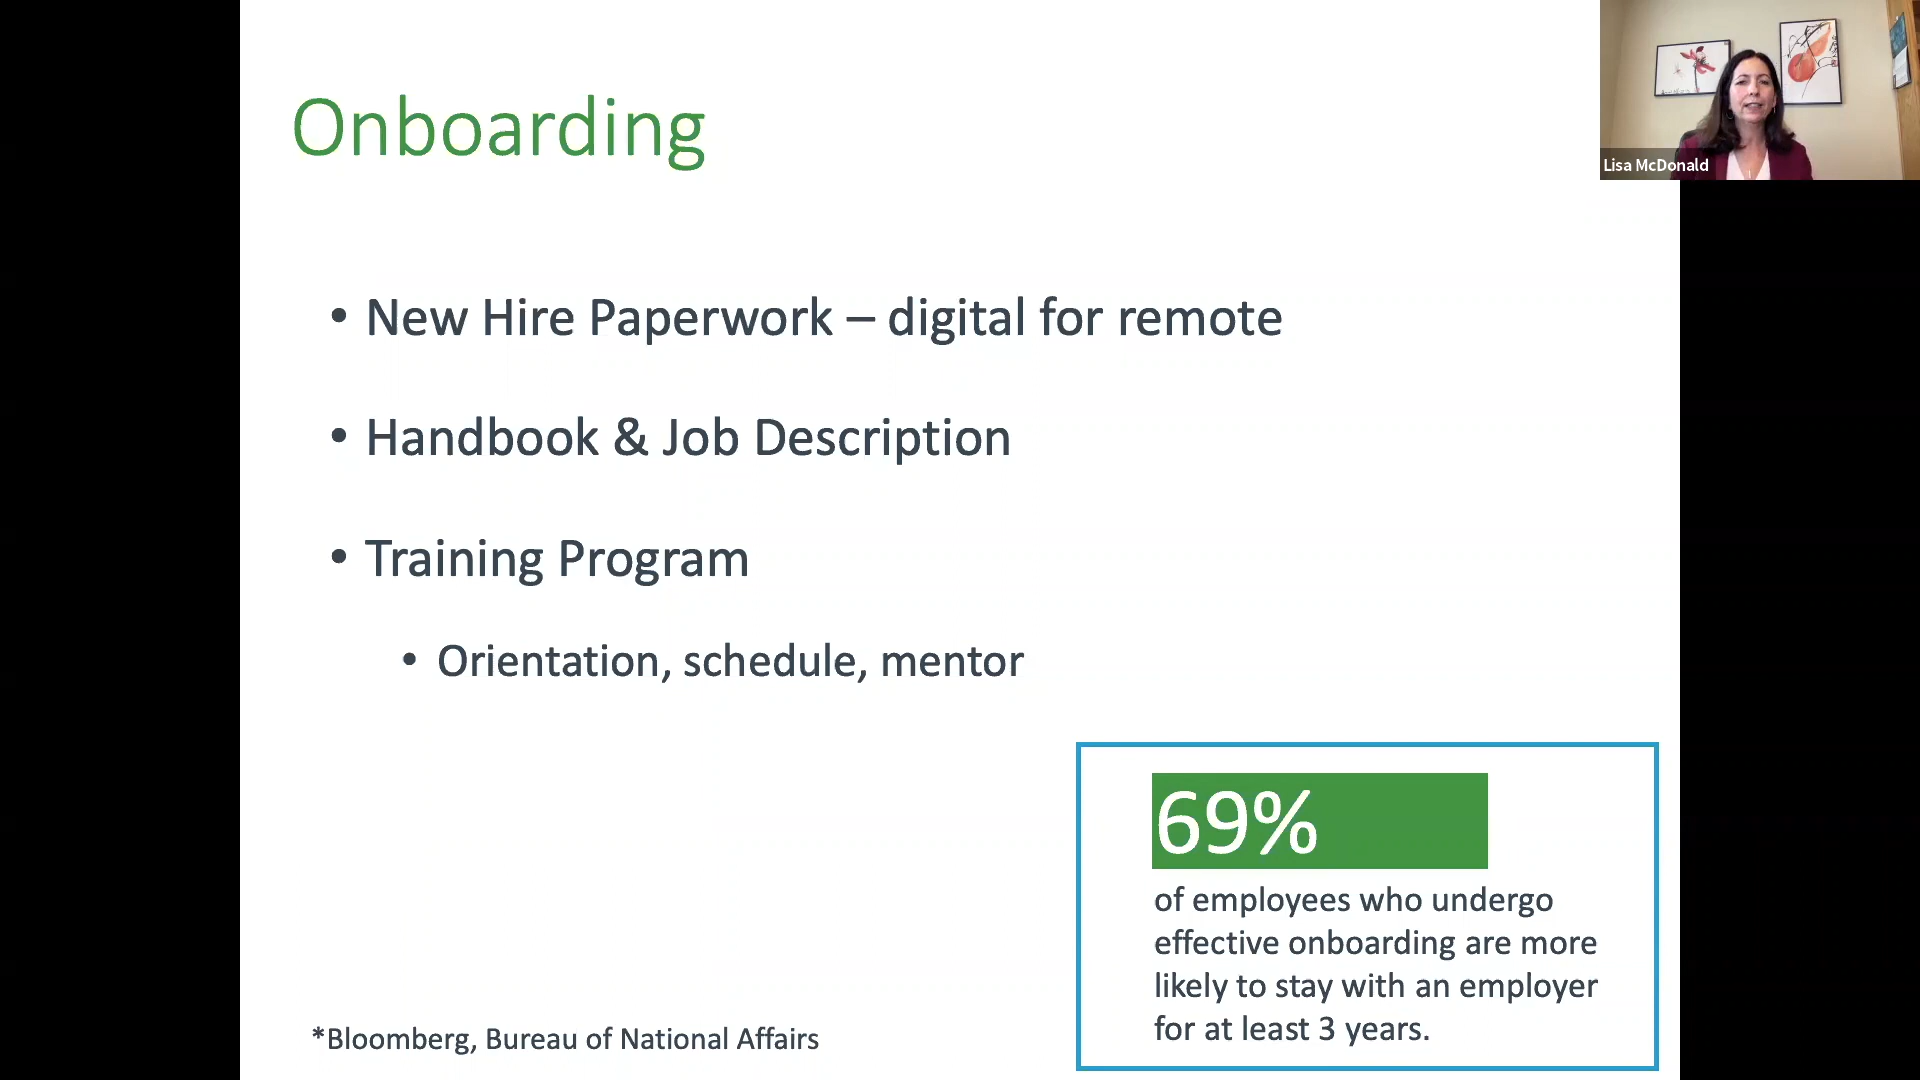 Onboarding
Lisa McDonald
• New Hire Paperwork – digital for remote
• Handbook & Job Description
• Training Program
• Orientation, schedule, mentor
69%
of employees who undergo
effective onboarding are more
likely to stay with an employer
for at least 3 years.
*Bloomberg, Bureau of National Affairs